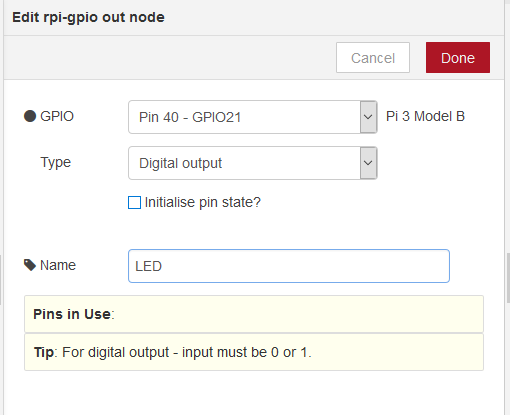 Edit rpi-gpio out node
Cancel Done
GPIO Pin 40 - GPIO21 Pi 3 Model B
Type Digital output
Initialise pin state?
Name LED
Pins in Use:
Tip: For digital output - input must be 0 or 1.